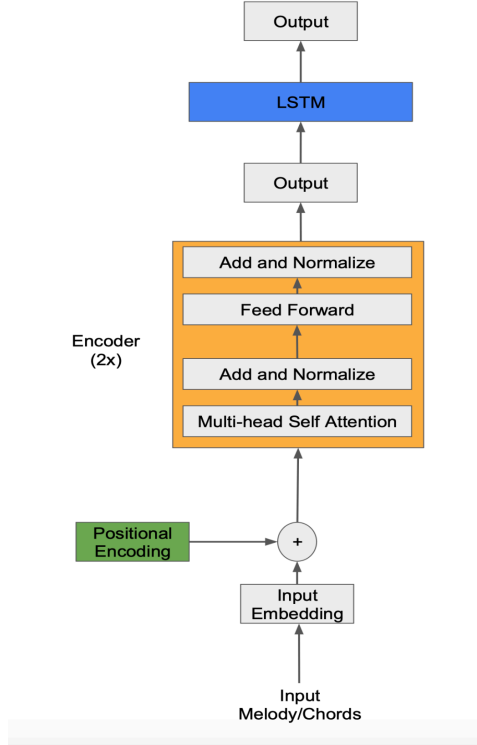 Output
LSTM
Output
Add and Normalize
Feed Forward
Encoder
(2x)
Add and Normalize
Multi-head Self Attention
Positional
Encoding
+
Input
Embedding
Input
Melody/Chords